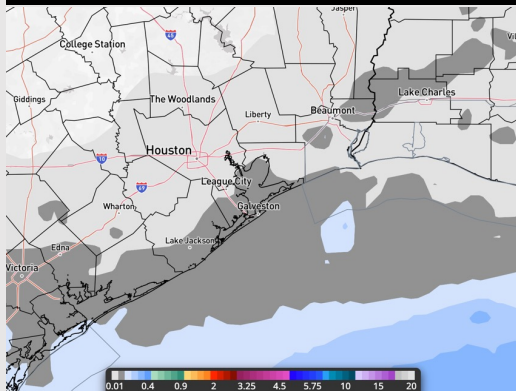 Jasper
45
College Station
Giddings
The Woodlands
Lake Charles
Liberty
Beaumont
Houston
10
League City
69
Wharton
Galveston
Edna
Lake Jackson
Victoria
0.01 0.4 0.9 2 3.25 4.5 5.75 10 15 20